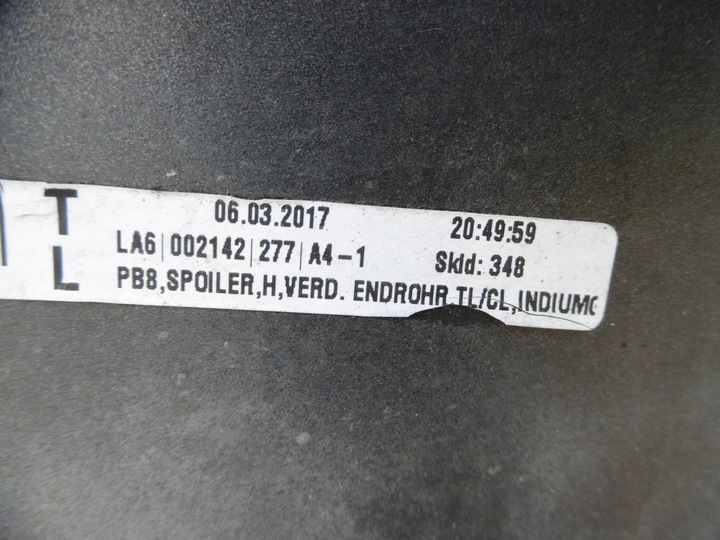 T
L
06.03.2017 20:49:59
LA6|002142|277|A4-1 SkId: 348
PB8,SPOILER,H,VERD. ENDROHR TL/CL,INDIUMG